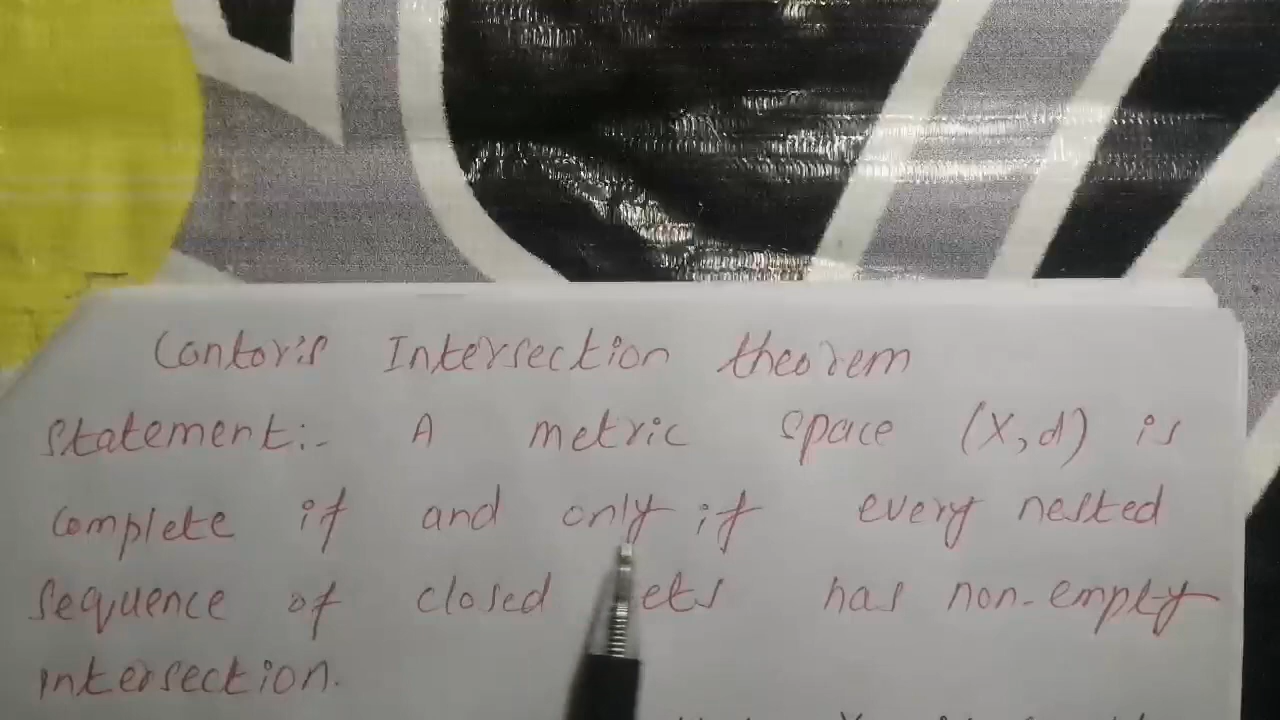 Cantor's Intersection theorem
Statement:- A metric space (X,d) is
complete if and only if every nested
sequence of closed sets has non-empty
intersection.